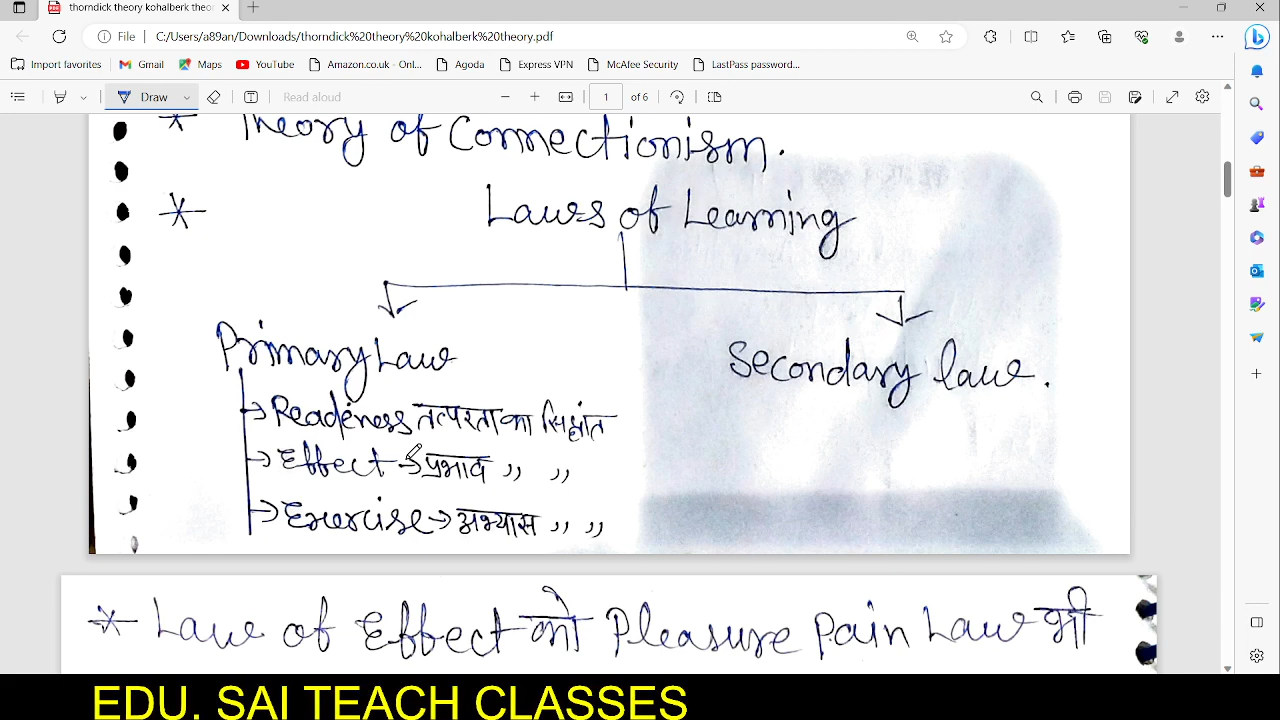 thorndick theory kohalberk theo
File C:/Users/a89an/Downloads/thorndick%20theory%20kohalberk%20theory.pdf
Import favorites Gmail Maps YouTube Amazon.co.uk - Onl... Agoda Express VPN McAfee Security LastPass password...
Draw Read aloud 1 of 6
* Theory of Connectionism.
* Laws of Learning
Primary Law Secondary law.
→ Readeness तत्परता का सिद्धांत
→ Effect → प्रभाव ,, ,,
→ Exercise → अभ्यास ,, ,,
* Law of Effect को Pleasure Pain Law भी
EDU. SAI TEACH CLASSES